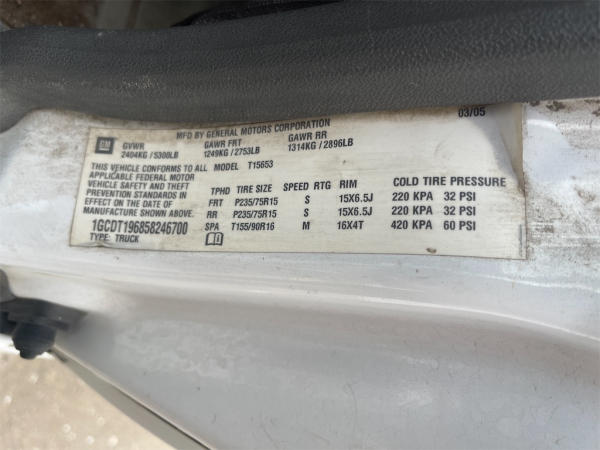 MFD BY GENERAL MOTORS CORPORATION 03/05
GM GVWR GAWR FRT GAWR RR
2404KG / 5300LB 1249KG / 2753LB 1314KG / 2896LB
THIS VEHICLE CONFORMS TO ALL MODEL T15653
APPLICABLE FEDERAL MOTOR
VEHICLE SAFETY AND THEFT
PREVENTION STANDARDS IN
EFFECT ON THE DATE OF
MANUFACTURE SHOWN ABOVE.
1GCDT196858246700
TYPE: TRUCK
TPHD TIRE SIZE SPEED RTG RIM COLD TIRE PRESSURE
FRT P235/75R15 S 15X6.5J 220 KPA 32 PSI
RR P235/75R15 S 15X6.5J 220 KPA 32 PSI
SPA T155/90R16 M 16X4T 420 KPA 60 PSI